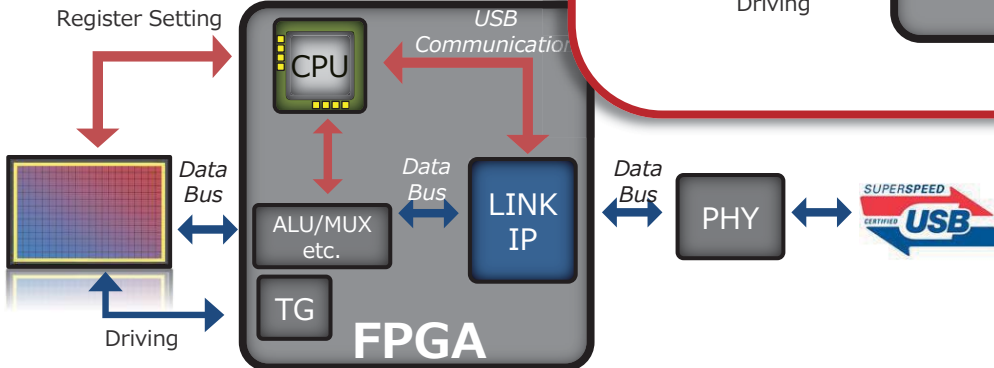 Register Setting
USB
Communication
Driving
CPU
Data
Bus
Data
Bus
Data
Bus
ALU/MUX
etc.
LINK
IP
PHY
SUPERSPEED
CERTIFIED USB
TG
Driving
FPGA